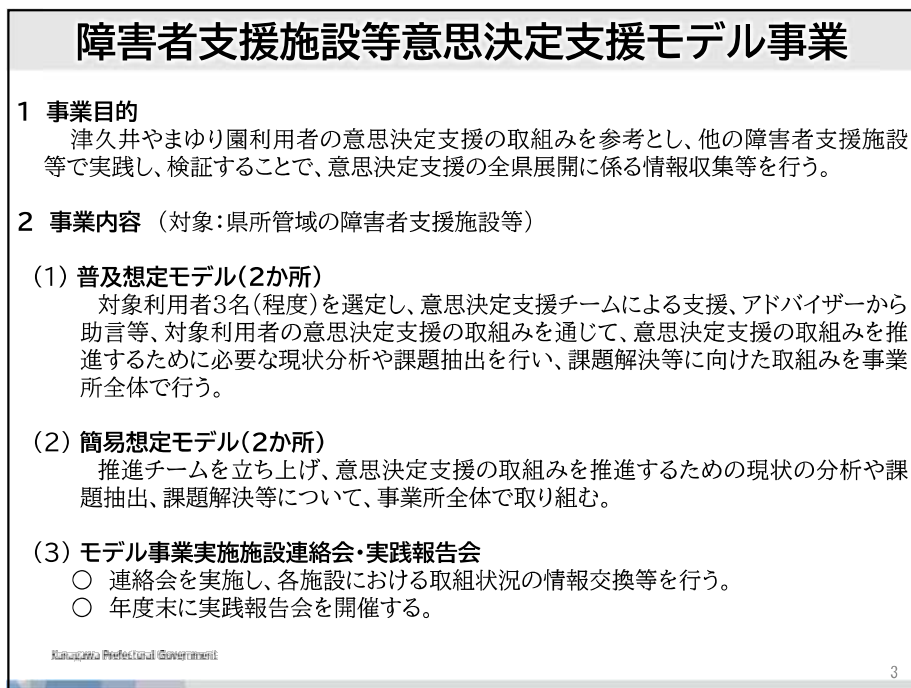 障害者支援施設等意思決定支援モデル事業
1 事業目的
津久井やまゆり園利用者の意思決定支援の取組みを参考とし、他の障害者支援施設
等で実践し、検証することで、意思決定支援の全県展開に係る情報収集等を行う。
2 事業内容 （対象：県所管域の障害者支援施設等）
（1）普及想定モデル（2か所）
対象利用者3名（程度）を選定し、意思決定支援チームによる支援、アドバイザーから
助言等、対象利用者の意思決定支援の取組みを通じて、意思決定支援の取組みを推
進するために必要な現状分析や課題抽出を行い、課題解決等に向けた取組みを事業
所全体で行う。
（2）簡易想定モデル（2か所）
推進チームを立ち上げ、意思決定支援の取組みを推進するための現状の分析や課
題抽出、課題解決等について、事業所全体で取り組む。
（3）モデル事業実施施設連絡会・実践報告会
○ 連絡会を実施し、各施設における取組状況の情報交換等を行う。
○ 年度末に実践報告会を開催する。
Kanagawa Prefectural Government
3